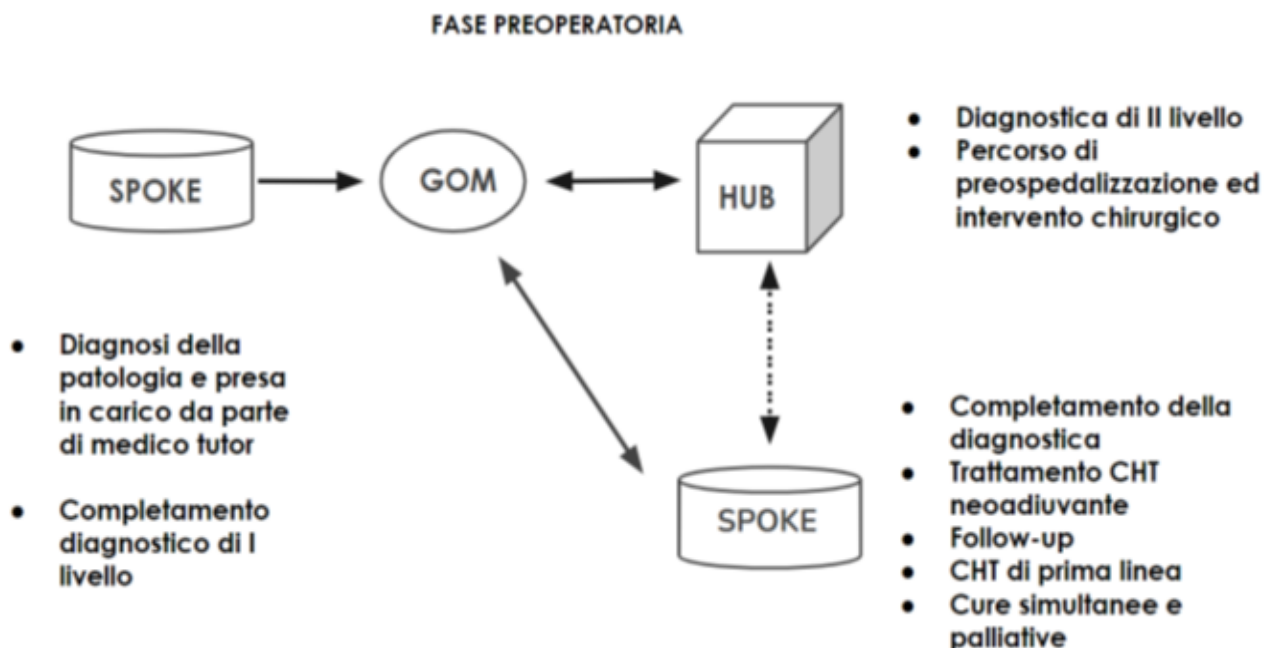 FASE PREOPERATORIA
SPOKE
GOM
HUB
● Diagnostica di II livello
● Percorso di
preospedalizzazione ed
intervento chirurgico
● Diagnosi della
patologia e presa
in carico da parte
di medico tutor
● Completamento
diagnostico di I
livello
SPOKE
● Completamento della
diagnostica
● Trattamento CHT
neoadiuvante
● Follow-up
● CHT di prima linea
● Cure simultanee e
palliative